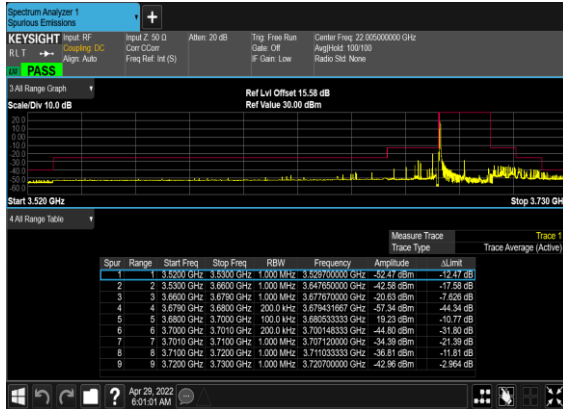 Spectrum Analyzer 1
Spurious Emissions
KEYSIGHT Input: RF Input Z: 50 Ω Atten: 20 dB Trig: Free Run Center Freq: 22.005000000 GHz
RLT Coupling: DC Corr CCorr Gate: Off Avg|Hold: 100/100
Align: Auto Freq Ref: Int (S) IF Gain: Low Radio Std: None
PASS
3 All Range Graph
Ref Lvl Offset 15.58 dB
Scale/Div 10.0 dB Ref Value 30.00 dBm
20.0
10.0
0.00
-10.0
-20.0
-30.0
-40.0
-50.0
-60.0
Start 3.520 GHz Stop 3.730 GHz
4 All Range Table
Measure Trace Trace 1
Trace Type Trace Average (Active)
Spur Range Start Freq Stop Freq RBW Frequency Amplitude ΔLimit
1 1 3.5200 GHz 3.5300 GHz 1.000 MHz 3.529700000 GHz -52.47 dBm -12.47 dB
2 2 3.5300 GHz 3.6600 GHz 1.000 MHz 3.647650000 GHz -42.58 dBm -17.58 dB
3 3 3.6600 GHz 3.6790 GHz 1.000 MHz 3.677670000 GHz -20.63 dBm -7.626 dB
4 4 3.6790 GHz 3.6800 GHz 200.0 kHz 3.679431667 GHz -57.34 dBm -44.34 dB
5 5 3.6800 GHz 3.7000 GHz 100.0 kHz 3.680533333 GHz 19.23 dBm -10.77 dB
6 6 3.7000 GHz 3.7010 GHz 200.0 kHz 3.700148333 GHz -44.80 dBm -31.80 dB
7 7 3.7010 GHz 3.7100 GHz 1.000 MHz 3.707120000 GHz -34.39 dBm -21.39 dB
8 8 3.7100 GHz 3.7200 GHz 1.000 MHz 3.711033333 GHz -36.81 dBm -11.81 dB
9 9 3.7200 GHz 3.7300 GHz 1.000 MHz 3.720700000 GHz -42.96 dBm -2.964 dB
Apr 29, 2022
6:01:01 AM